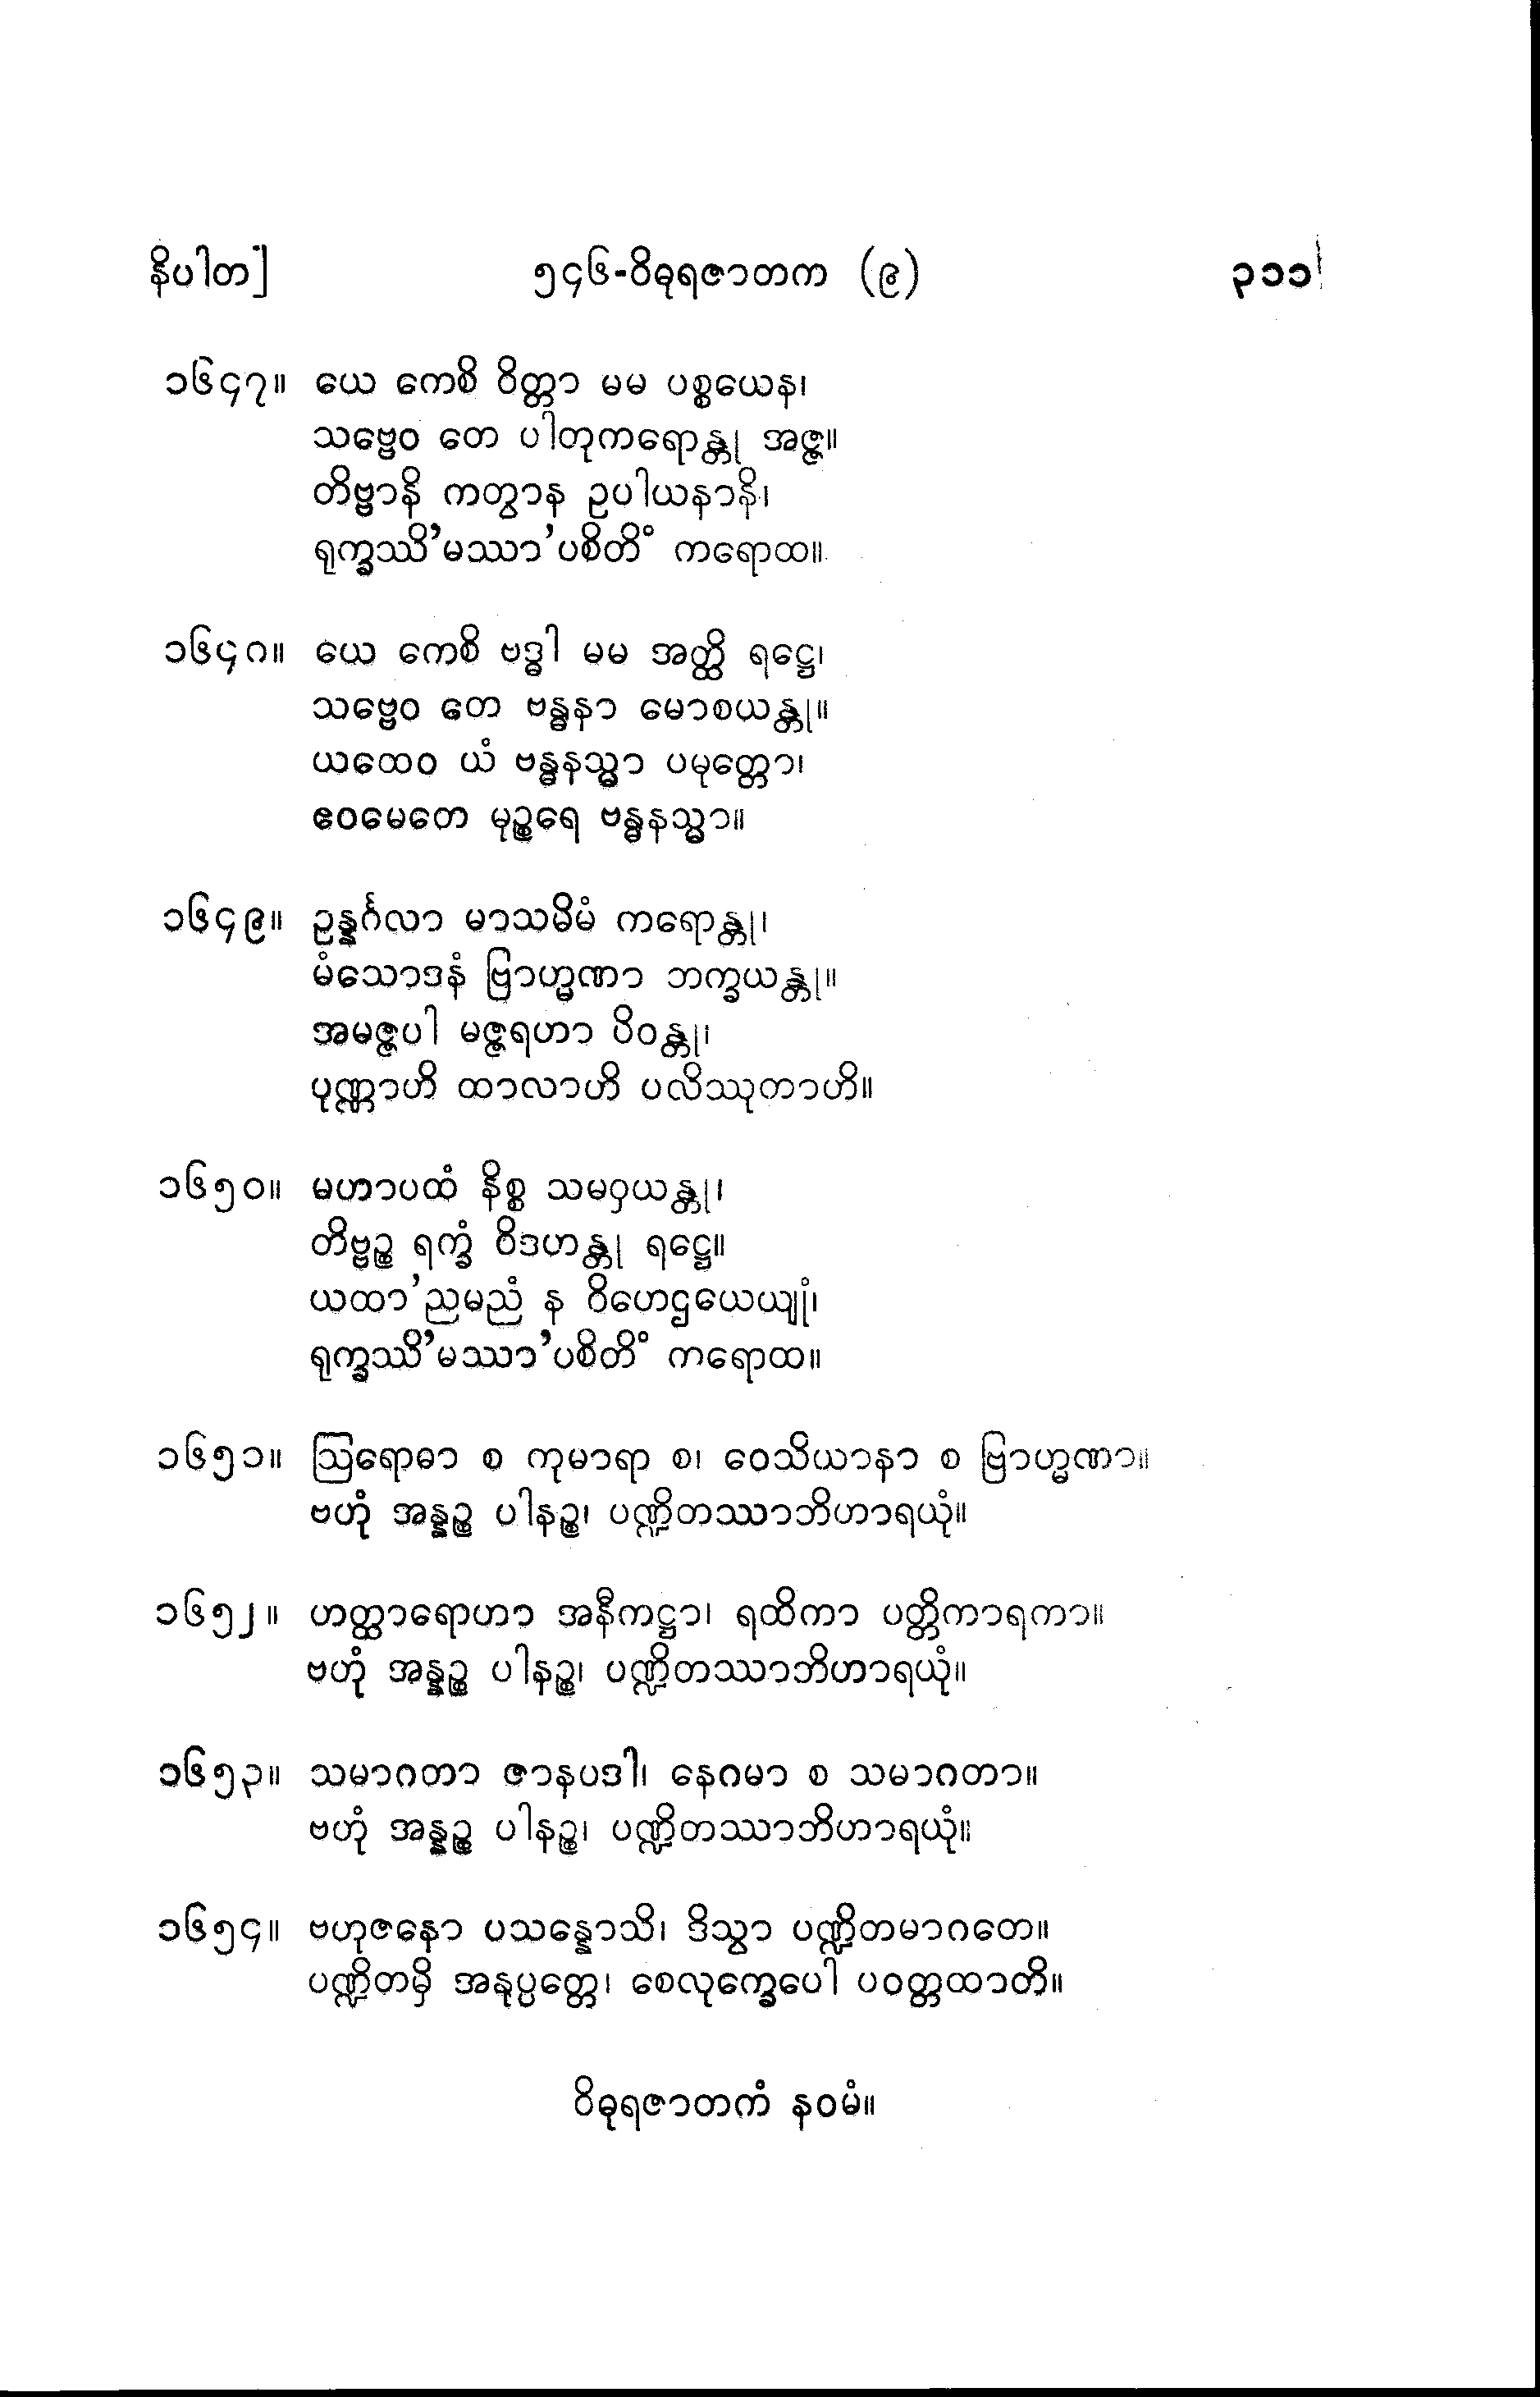 နိပါတ] ၅၄၆-ဝိဓုရဇာတက (၉) ၃၁၁
၁၆၄၇။ ယေ ကေစိ ဝိတ္တာ မမ ပစ္စယေန၊
သဗ္ဗေဝ တေ ပါတုကရောန္တု အဇ္ဇ။
တိဗ္ဗာနိ ကတွာန ဥပါယနာနိ၊
ရုက္ခဿိ’မဿာ’ပစိတိံ ကရောထ။
၁၆၄၈။ ယေ ကေစိ ဗဒ္ဓါ မမ အတ္ထိ ရဋ္ဌေ၊
သဗ္ဗေဝ တေ ဗန္ဓနာ မောစယန္တု။
ယထေဝ ယံ ဗန္ဓနသ္မာ ပမုတ္တော၊
ဧဝမေတေ မုဉ္စရေ ဗန္ဓနသ္မာ။
၁၆၄၉။ ဥန္နင်္ဂလာ မာသမိမံ ကရောန္တု၊
မံသောဒနံ ဗြာဟ္မဏာ ဘက္ခယန္တု။
အမဇ္ဇပါ မဇ္ဇရဟာ ပိဝန္တု၊
ပုဏ္ဏာဟိ ထာလာဟိ ပလိဿုတာဟိ။
၁၆၅၀။ မဟာပထံ နိစ္စ သမဝှယန္တု၊
တိဗ္ဗဉ္စ ရက္ခံ ဝိဒဟန္တု ရဋ္ဌေ။
ယထာ’ညမညံ န ဝိဟေဌယေယျုံ၊
ရုက္ခဿိ’မဿာ’ပစိတိံ ကရောထ။
၁၆၅၁။ ဩရောဓာ စ ကုမာရာ စ၊ ဝေသိယာနာ စ ဗြာဟ္မဏာ။
ဗဟုံ အန္နဉ္စ ပါနဉ္စ၊ ပဏ္ဍိတဿာဘိဟာရယုံ။
၁၆၅၂။ ဟတ္ထာရောဟာ အနီကဋ္ဌာ၊ ရထိကာ ပတ္တိကာရကာ။
ဗဟုံ အန္နဉ္စ ပါနဉ္စ၊ ပဏ္ဍိတဿာဘိဟာရယုံ။
၁၆၅၃။ သမာဂတာ ဇာနပဒါ၊ နေဂမာ စ သမာဂတာ။
ဗဟုံ အန္နဉ္စ ပါနဉ္စ၊ ပဏ္ဍိတဿာဘိဟာရယုံ။
၁၆၅၄။ ဗဟုဇနော ပသန္နောသိ၊ ဒိသွာ ပဏ္ဍိတမာဂတေ။
ပဏ္ဍိတမှိ အနုပ္ပတ္တေ၊ စေလုက္ခေပေါ ပဝတ္တထာတိ။
ဝိဓုရဇာတကံ နဝမံ။